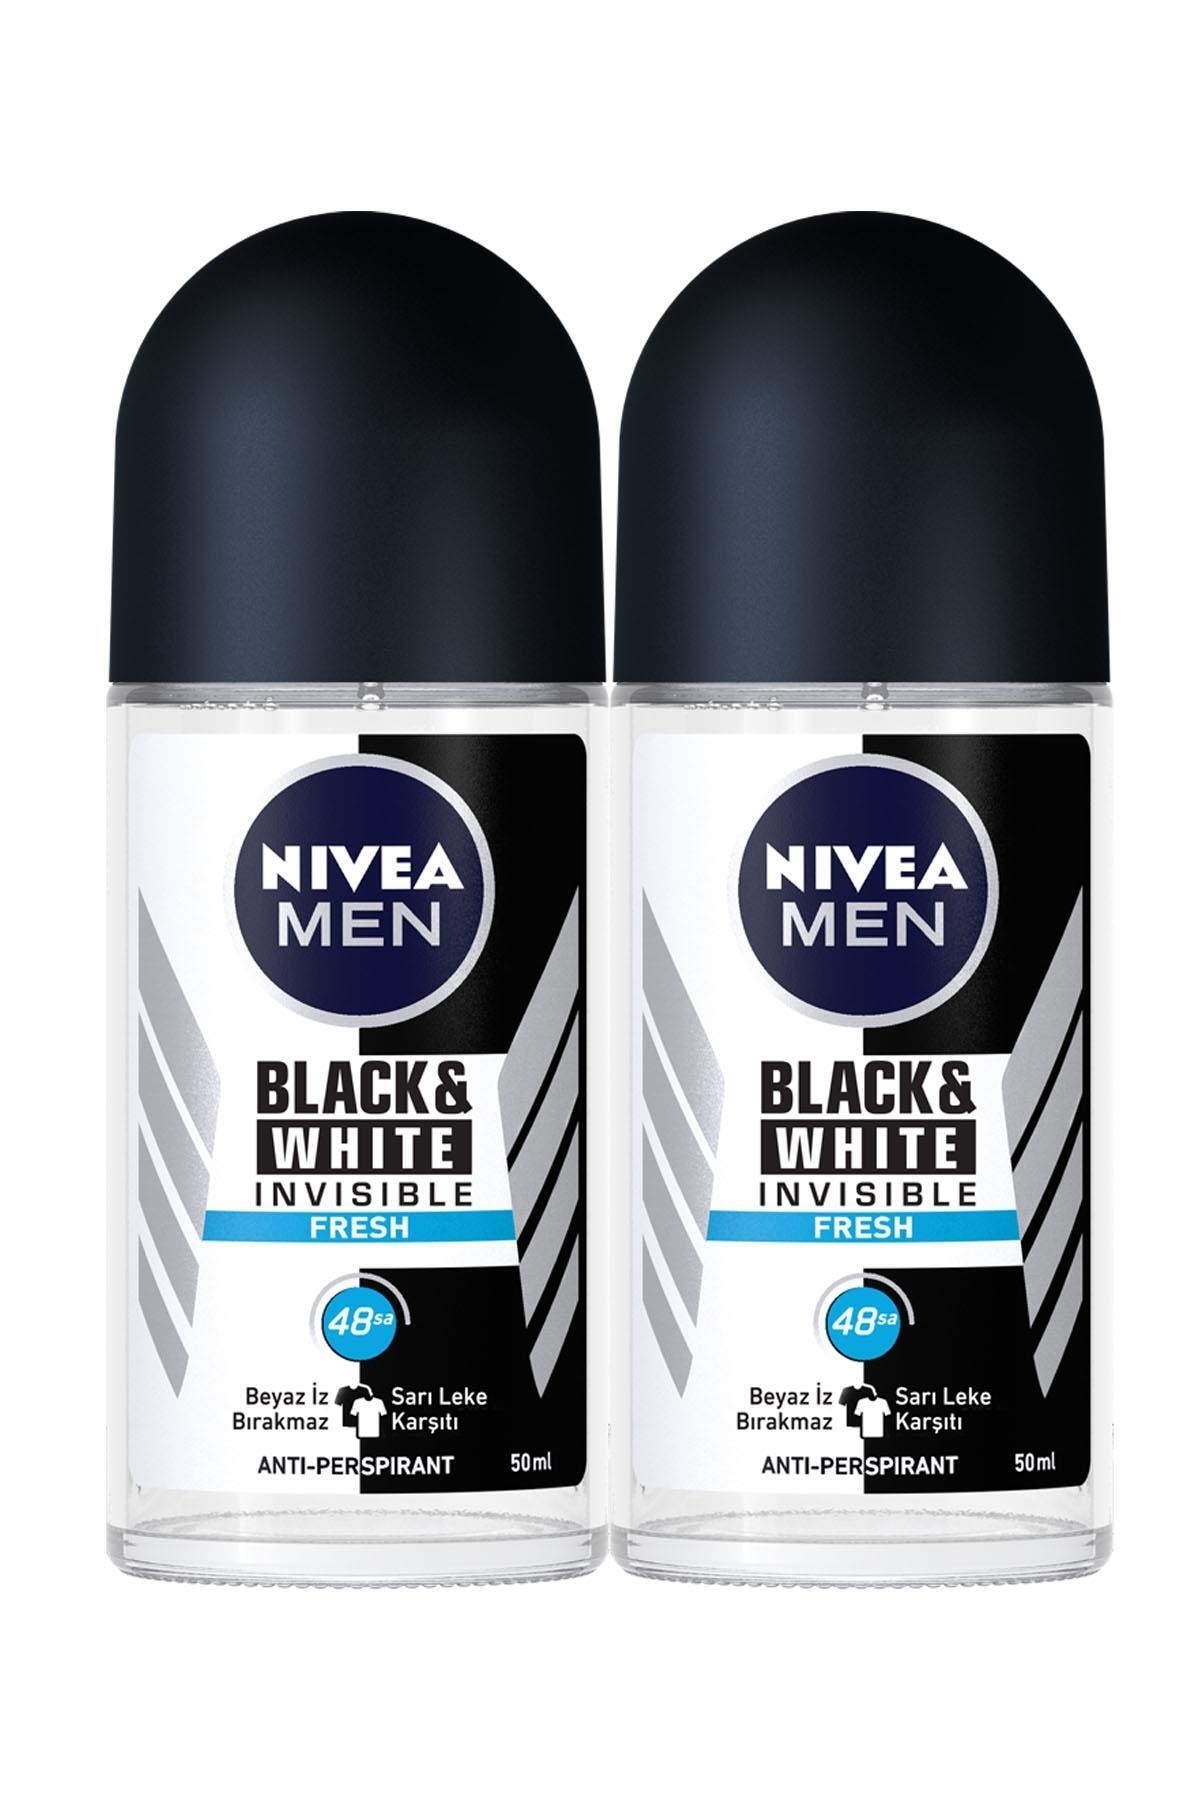 NIVEA
MEN
BLACK&
WHITE
INVISIBLE
FRESH
48sa
Beyaz İz
Bırakmaz
Sarı Leke
Karşıtı
ANTI-PERSPIRANT
50ml
NIVEA
MEN
BLACK&
WHITE
INVISIBLE
FRESH
48sa
Beyaz İz
Bırakmaz
Sarı Leke
Karşıtı
ANTI-PERSPIRANT
50ml